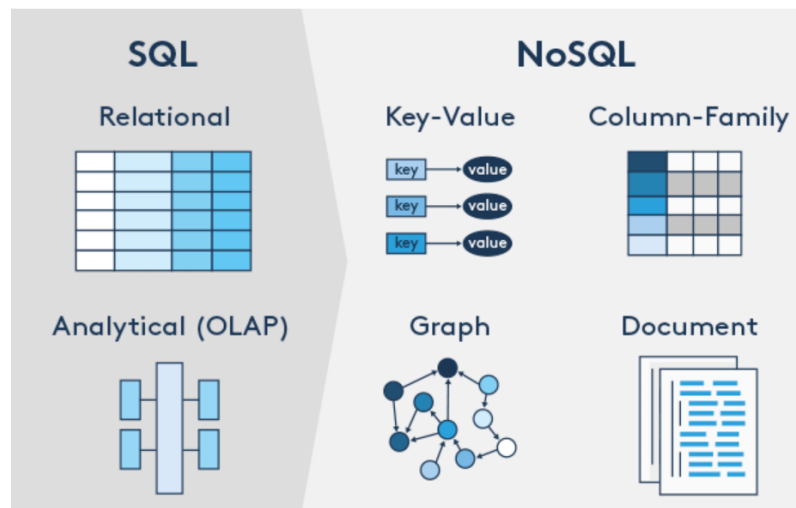 SQL
Relational
Analytical (OLAP)
NoSQL
Key-Value
key value
key value
key value
Column-Family
Graph
Document